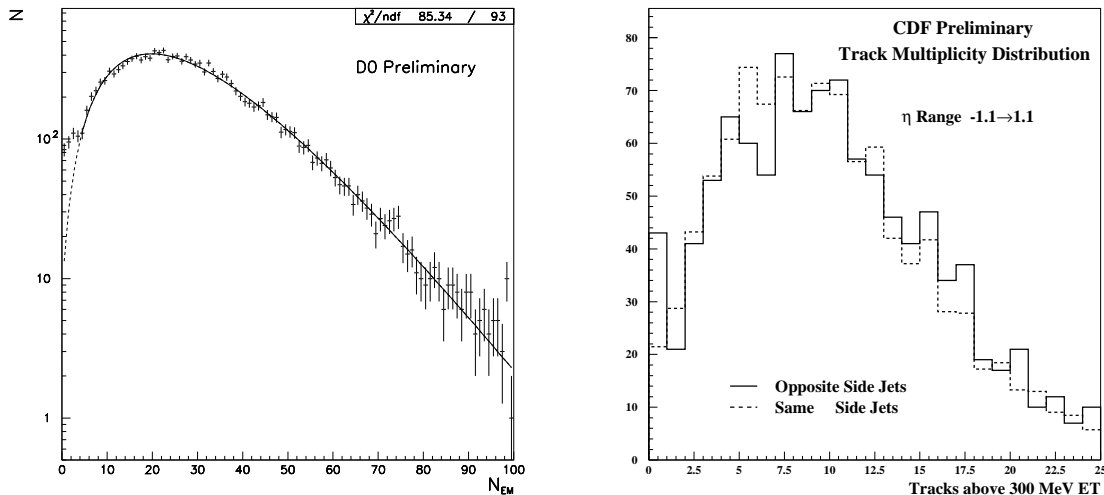 N
χ²/ndf 85.34 / 93
D0 Preliminary
10²
10
1
0 10 20 30 40 50 60 70 80 90 100
N_EM
CDF Preliminary
Track Multiplicity Distribution
η Range -1.1→1.1
80
70
60
50
40
30
20
10
0
Opposite Side Jets
Same Side Jets
0 2.5 5 7.5 10 12.5 15 17.5 20 22.5 25
Tracks above 300 MeV ET